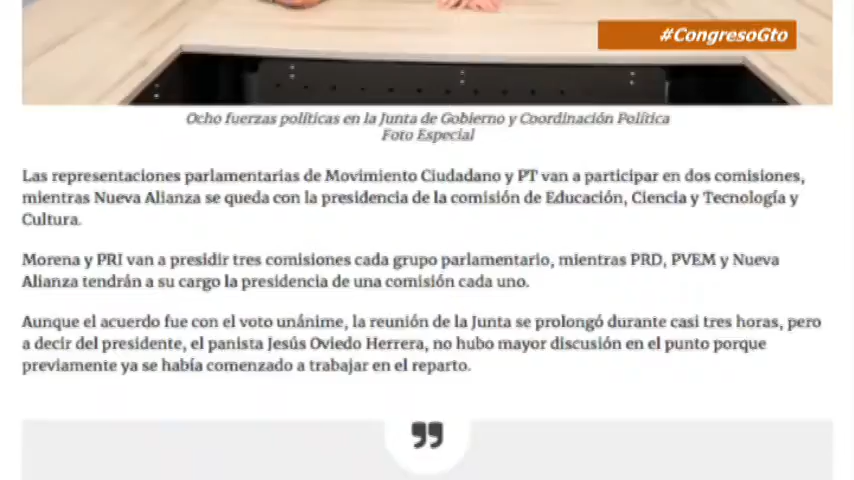 #CongresoGto
Ocho fuerzas políticas en la Junta de Gobierno y Coordinación Política
Foto Especial
Las representaciones parlamentarias de Movimiento Ciudadano y PT van a participar en dos comisiones,
mientras Nueva Alianza se queda con la presidencia de la comisión de Educación, Ciencia y Tecnología y
Cultura.
Morena y PRI van a presidir tres comisiones cada grupo parlamentario, mientras PRD, PVEM y Nueva
Alianza tendrán a su cargo la presidencia de una comisión cada uno.
Aunque el acuerdo fue con el voto unánime, la reunión de la Junta se prolongó durante casi tres horas, pero
a decir del presidente, el panista Jesús Oviedo Herrera, no hubo mayor discusión en el punto porque
previamente ya se había comenzado a trabajar en el reparto.